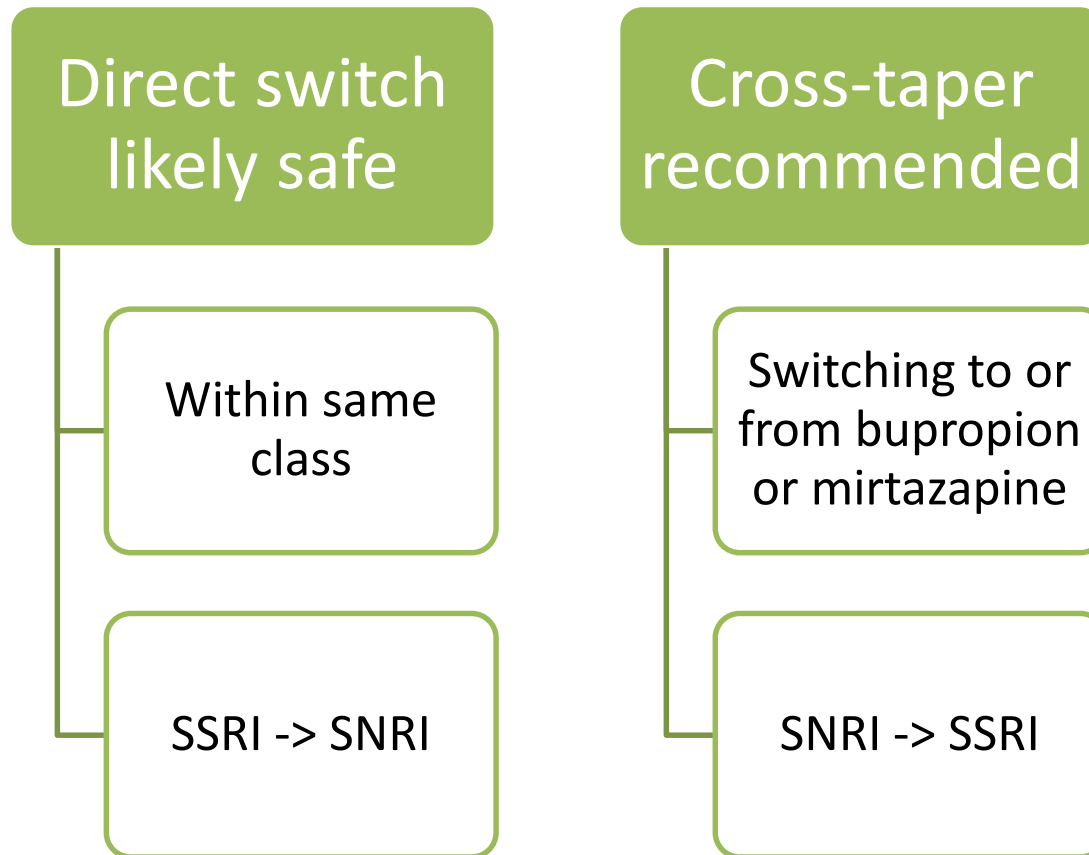 Direct switch
likely safe
Within same
class
SSRI -> SNRI
Cross-taper
recommended
Switching to or
from bupropion
or mirtazapine
SNRI -> SSRI